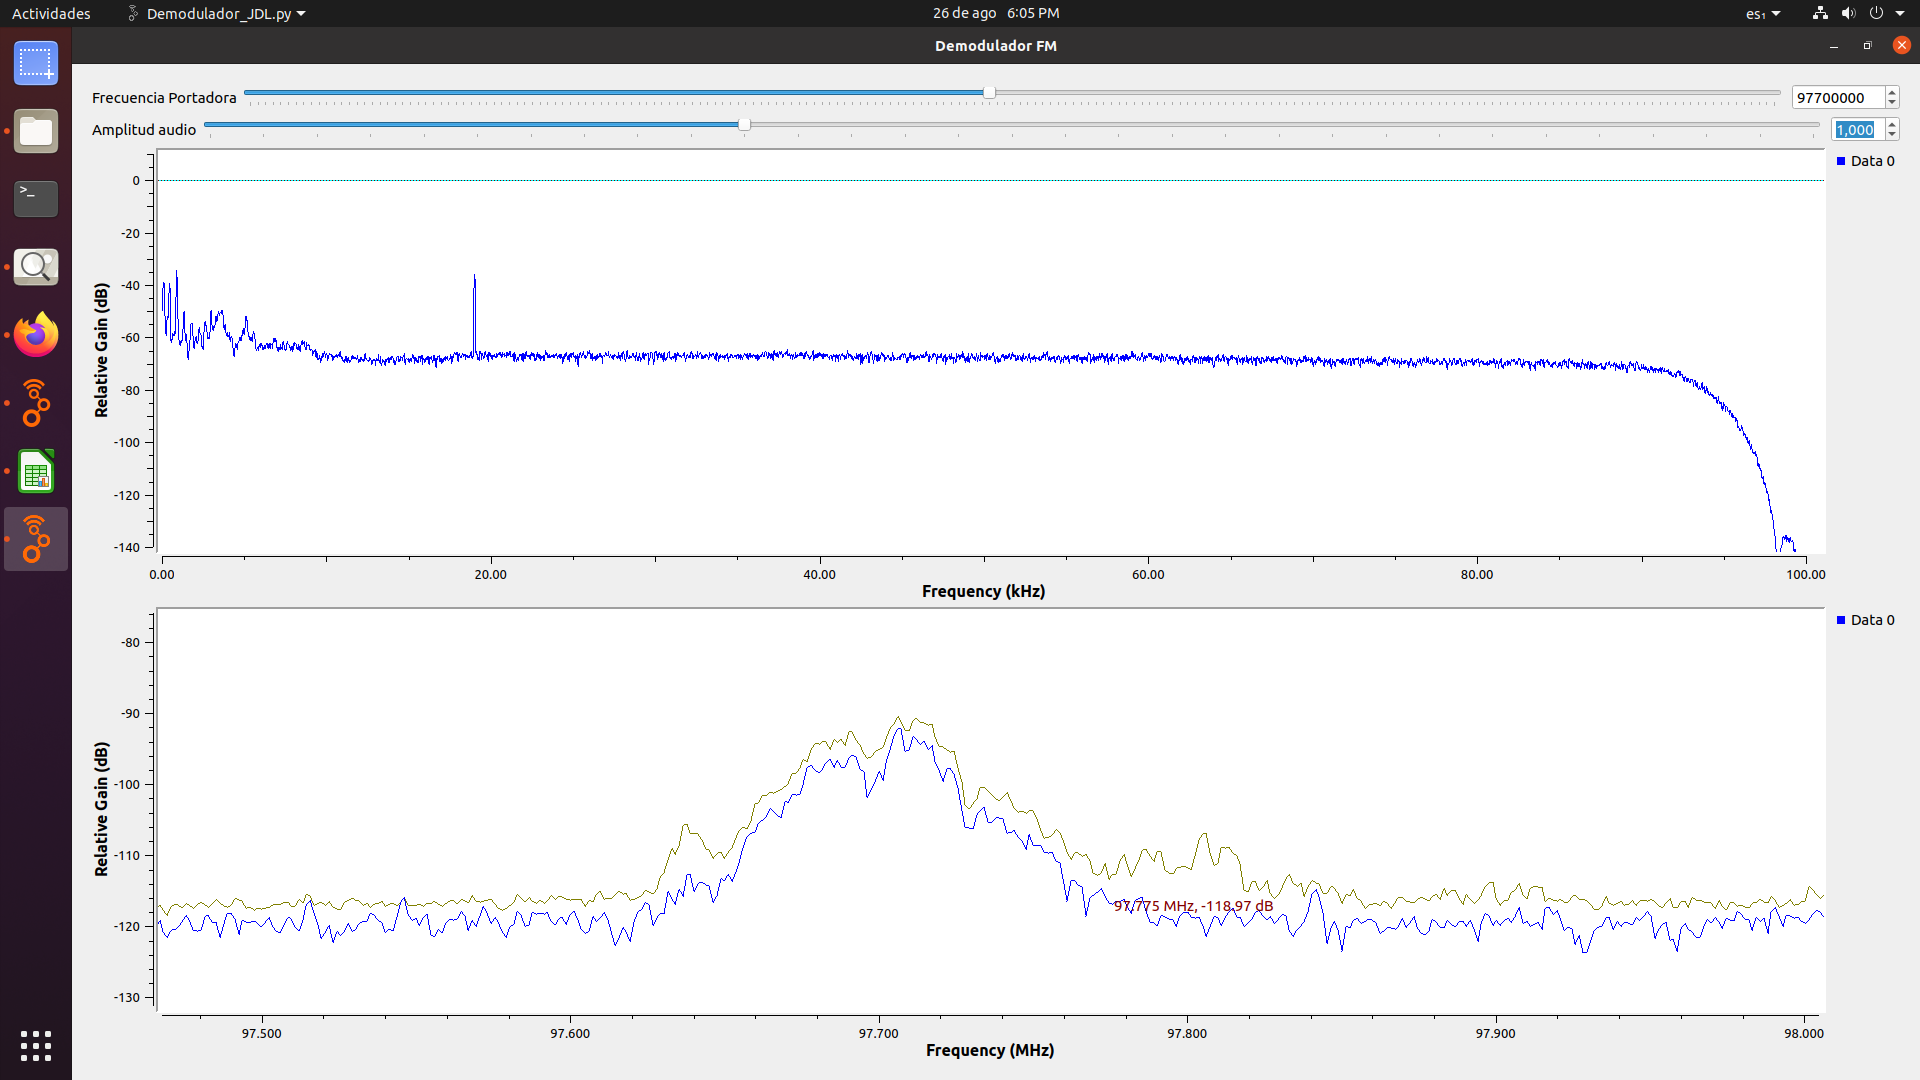 Actividades Demodulador_JDL.py 26 de ago 6:05 PM es₁
Demodulador FM
Frecuencia Portadora 97700000
Amplitud audio 1,000
Data 0
0
-20
-40
-60
-80
-100
-120
-140
Relative Gain (dB)
0.00 20.00 40.00 60.00 80.00 100.00
Frequency (kHz)
Data 0
-80
-90
-100
-110
-120
-130
Relative Gain (dB)
97.775 MHz, -118.97 dB
97.500 97.600 97.700 97.800 97.900 98.000
Frequency (MHz)